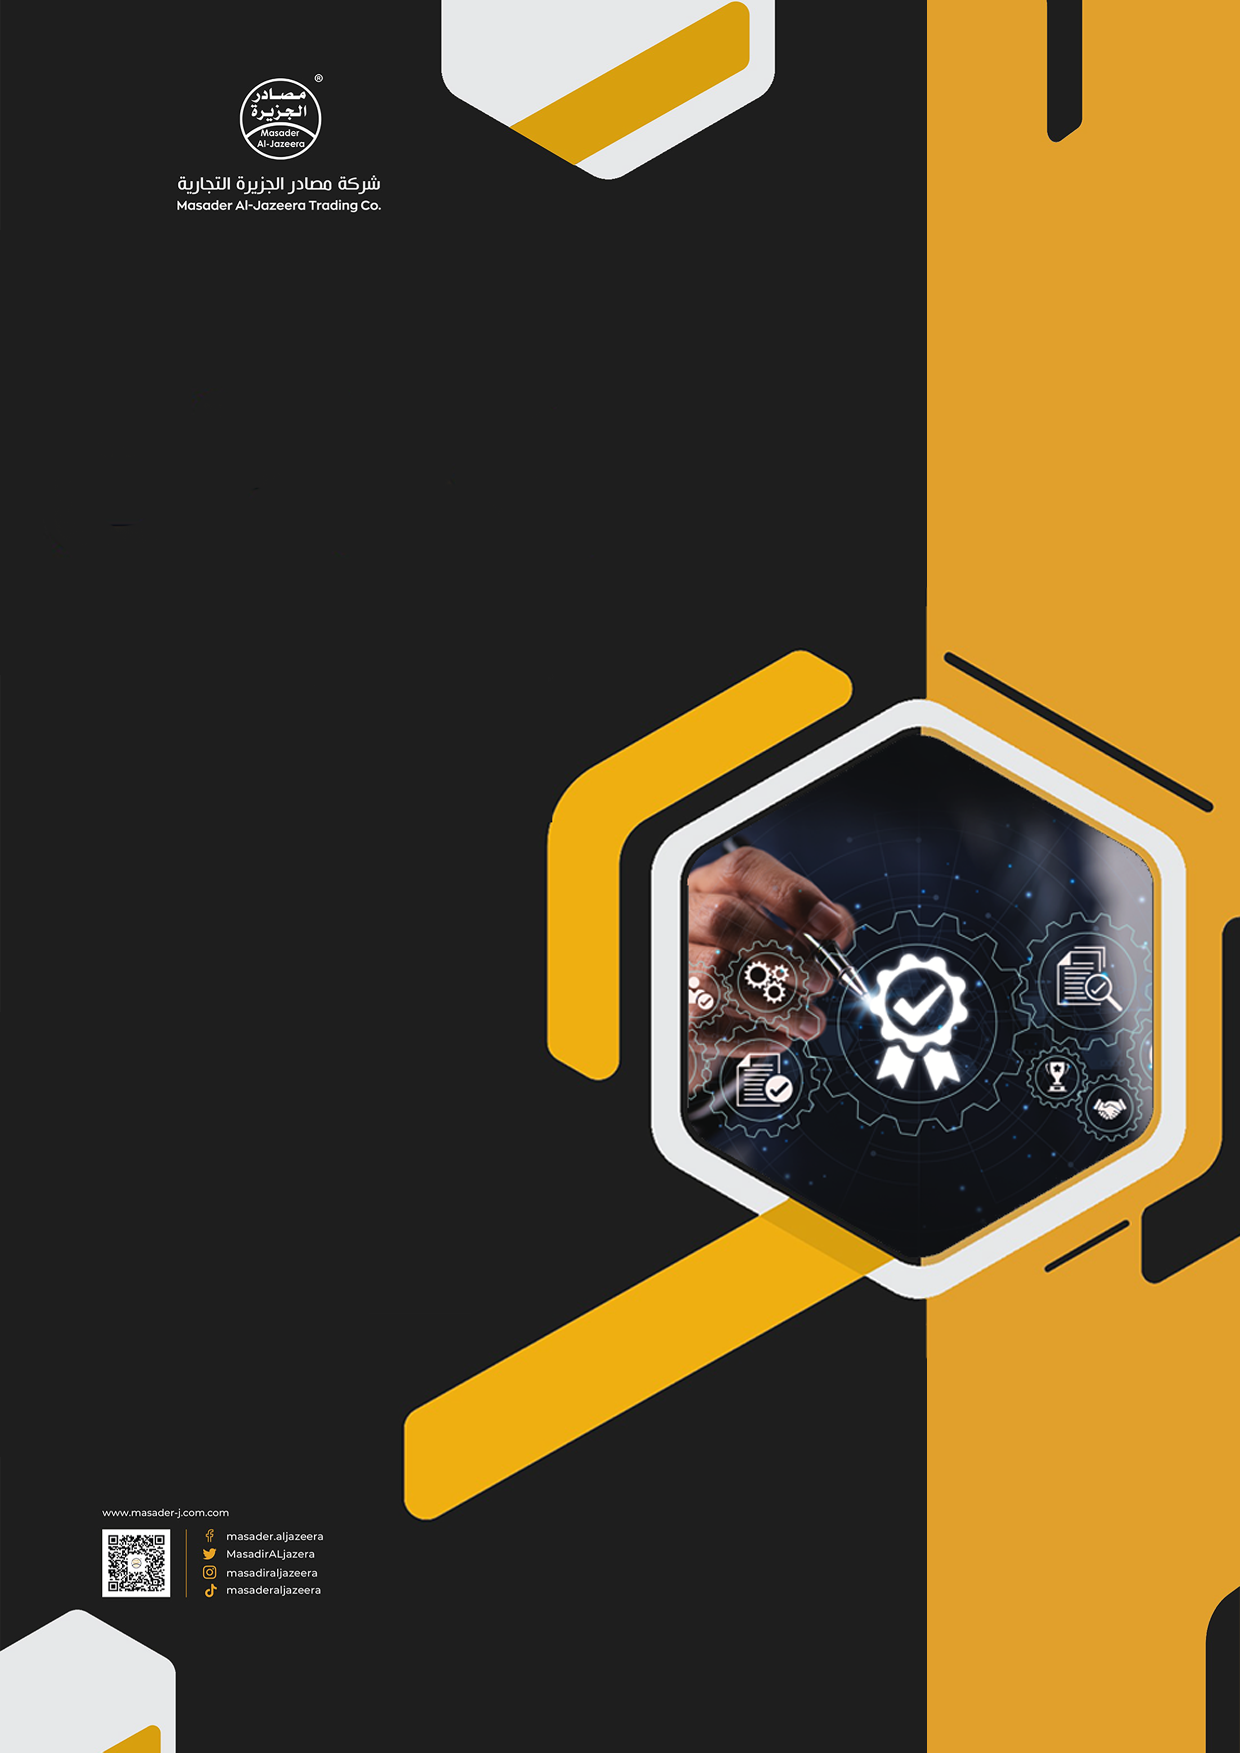 ®
مصادر
الجزيرة
Masader
Al-Jazeera
شركة مصادر الجزيرة التجارية
Masader Al-Jazeera Trading Co.
www.masader-j.com.com
masader.aljazeera
MasadirALjazera
masadiraljazeera
masaderaljazeera